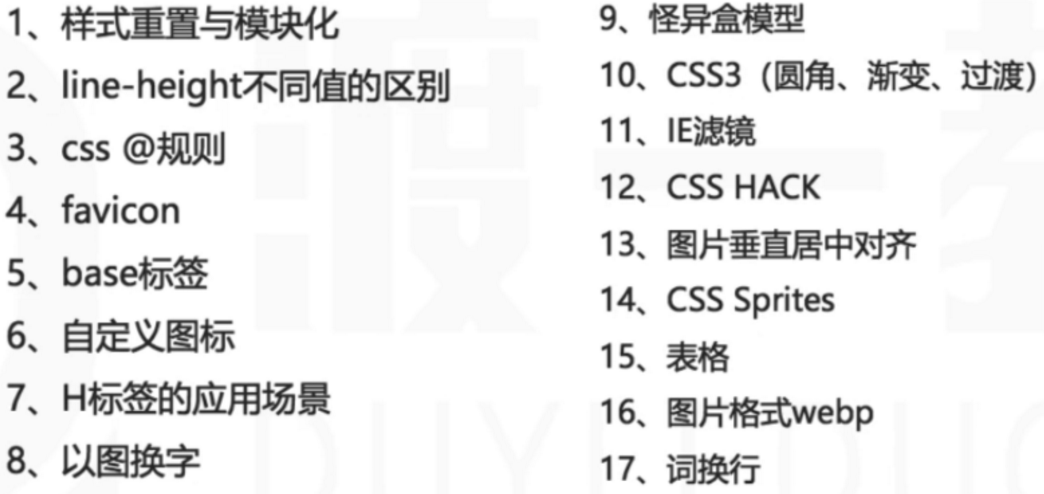 1、样式重置与模块化
2、line-height不同值的区别
3、css @规则
4、favicon
5、base标签
6、自定义图标
7、H标签的应用场景
8、以图换字
9、怪异盒模型
10、CSS3（圆角、渐变、过渡）
11、IE滤镜
12、CSS HACK
13、图片垂直居中对齐
14、CSS Sprites
15、表格
16、图片格式webp
17、词换行